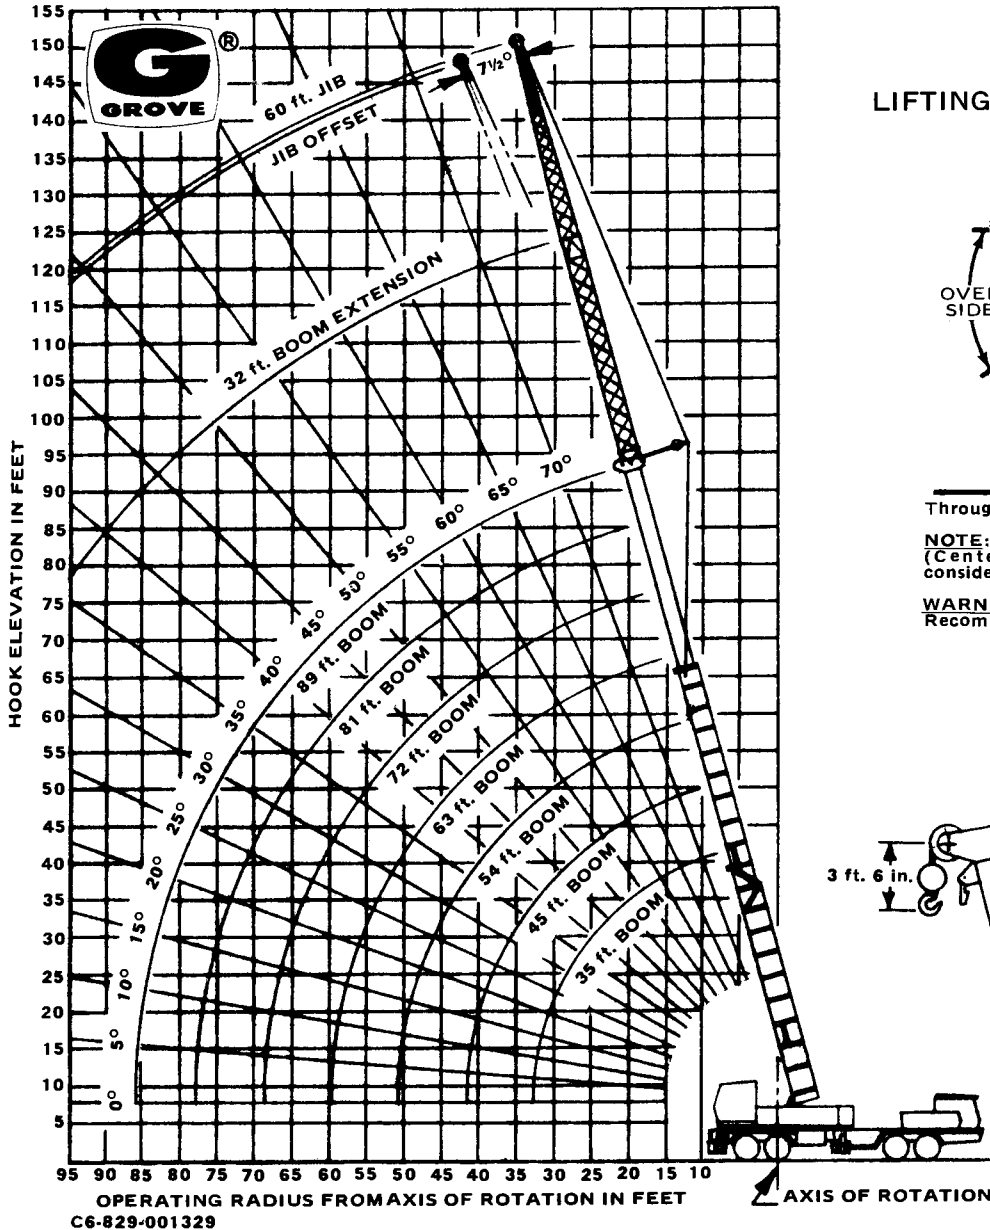 155
150
145
140
135
130
125
120
115
110
105
100
95
90
85
80
75
70
65
60
55
50
45
40
35
30
25
20
15
10
5
HOOK ELEVATION IN FEET
G ®
GROVE
60 ft. JIB
JIB OFFSET
7½°
32 ft. BOOM EXTENSION
70°
65°
60°
55°
50°
45°
40°
35°
30°
25°
20°
15°
10°
5°
0°
89 ft. BOOM
81 ft. BOOM
72 ft. BOOM
63 ft. BOOM
54 ft. BOOM
45 ft. BOOM
35 ft. BOOM
95 90 85 80 75 70 65 60 55 50 45 40 35 30 25 20 15 10
OPERATING RADIUS FROM AXIS OF ROTATION IN FEET
AXIS OF ROTATION
C6-829-001329
LIFTING
OVE
SIDE
Throug
NOTE:
(Cente
conside
WARN
Recom
3 ft. 6 in.